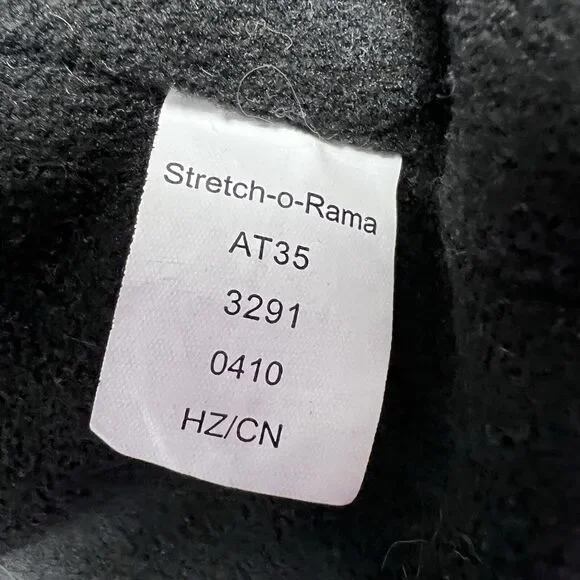 Stretch-o-Rama
AT35
3291
0410
HZ/CN